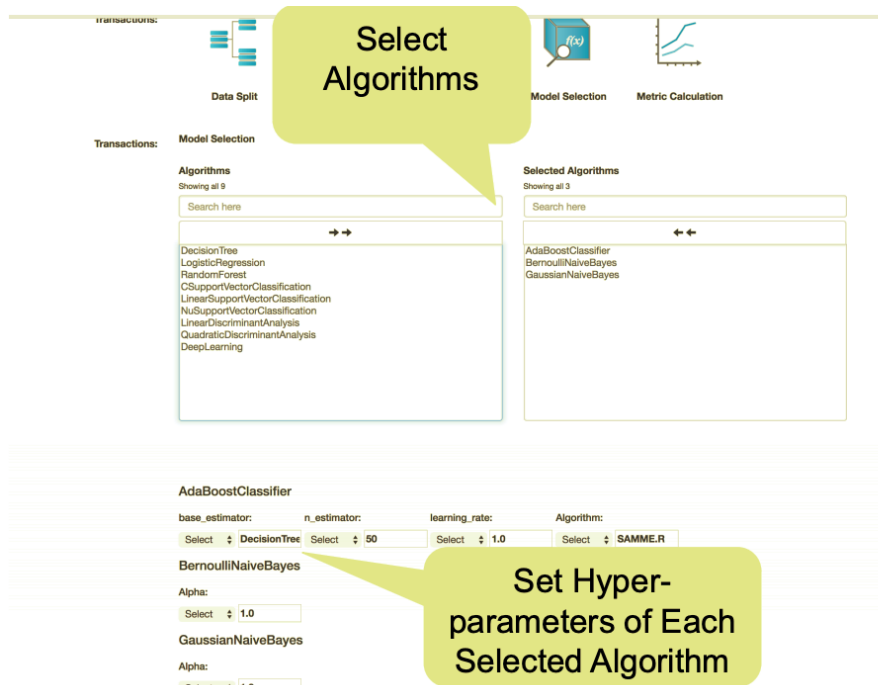 Transactions:
Select
Algorithms
f(x)
Data Split
Model Selection
Metric Calculation
Transactions:
Model Selection
Algorithms
Showing all 9
Search here
→→
DecisionTree
LogisticRegression
RandomForest
CSupportVectorClassification
LinearSupportVectorClassification
NuSupportVectorClassification
LinearDiscriminantAnalysis
QuadraticDiscriminantAnalysis
DeepLearning
Selected Algorithms
Showing all 3
Search here
←←
AdaBoostClassifier
BernoulliNaiveBayes
GaussianNaiveBayes
AdaBoostClassifier
base_estimator: n_estimator: learning_rate: Algorithm:
Select DecisionTree Select 50 Select 1.0 Select SAMME.R
BernoulliNaiveBayes
Alpha:
Select 1.0
GaussianNaiveBayes
Alpha:
Set Hyper-
parameters of Each
Selected Algorithm